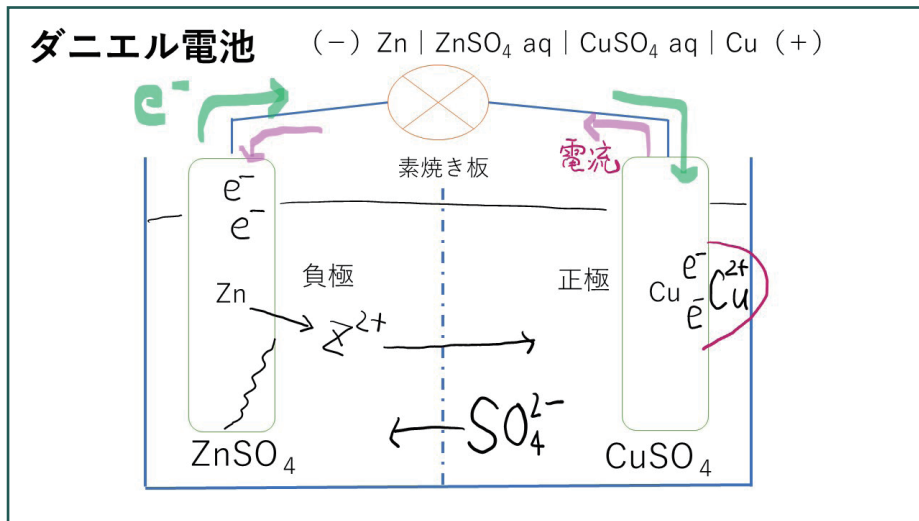 ダニエル電池 （−）Zn | ZnSO₄ aq | CuSO₄ aq | Cu（+）
e⁻
素焼き板
電流
e⁻
e⁻
負極
正極
Zn
Z²⁺
Cu
e⁻
e⁻
Cu²⁺
SO₄²⁻
ZnSO₄
CuSO₄